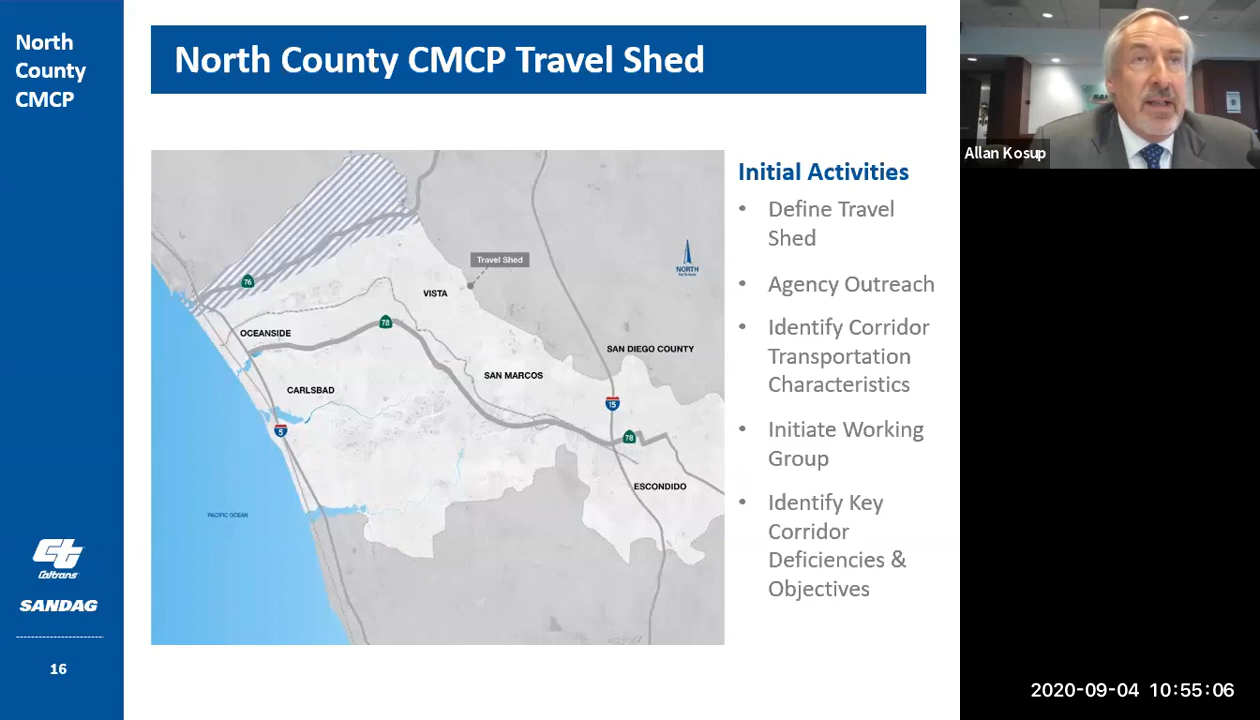 North
County
CMCP
North County CMCP Travel Shed
Allan Kosup
Initial Activities
• Define Travel
Shed
• Agency Outreach
• Identify Corridor
Transportation
Characteristics
• Initiate Working
Group
• Identify Key
Corridor
Deficiencies &
Objectives
Travel Shed
NORTH
76
VISTA
78
OCEANSIDE
SAN DIEGO COUNTY
SAN MARCOS
CARLSBAD
15
5
78
ESCONDIDO
PACIFIC OCEAN
Caltrans
SANDAG
16
2020-09-04 10:55:06